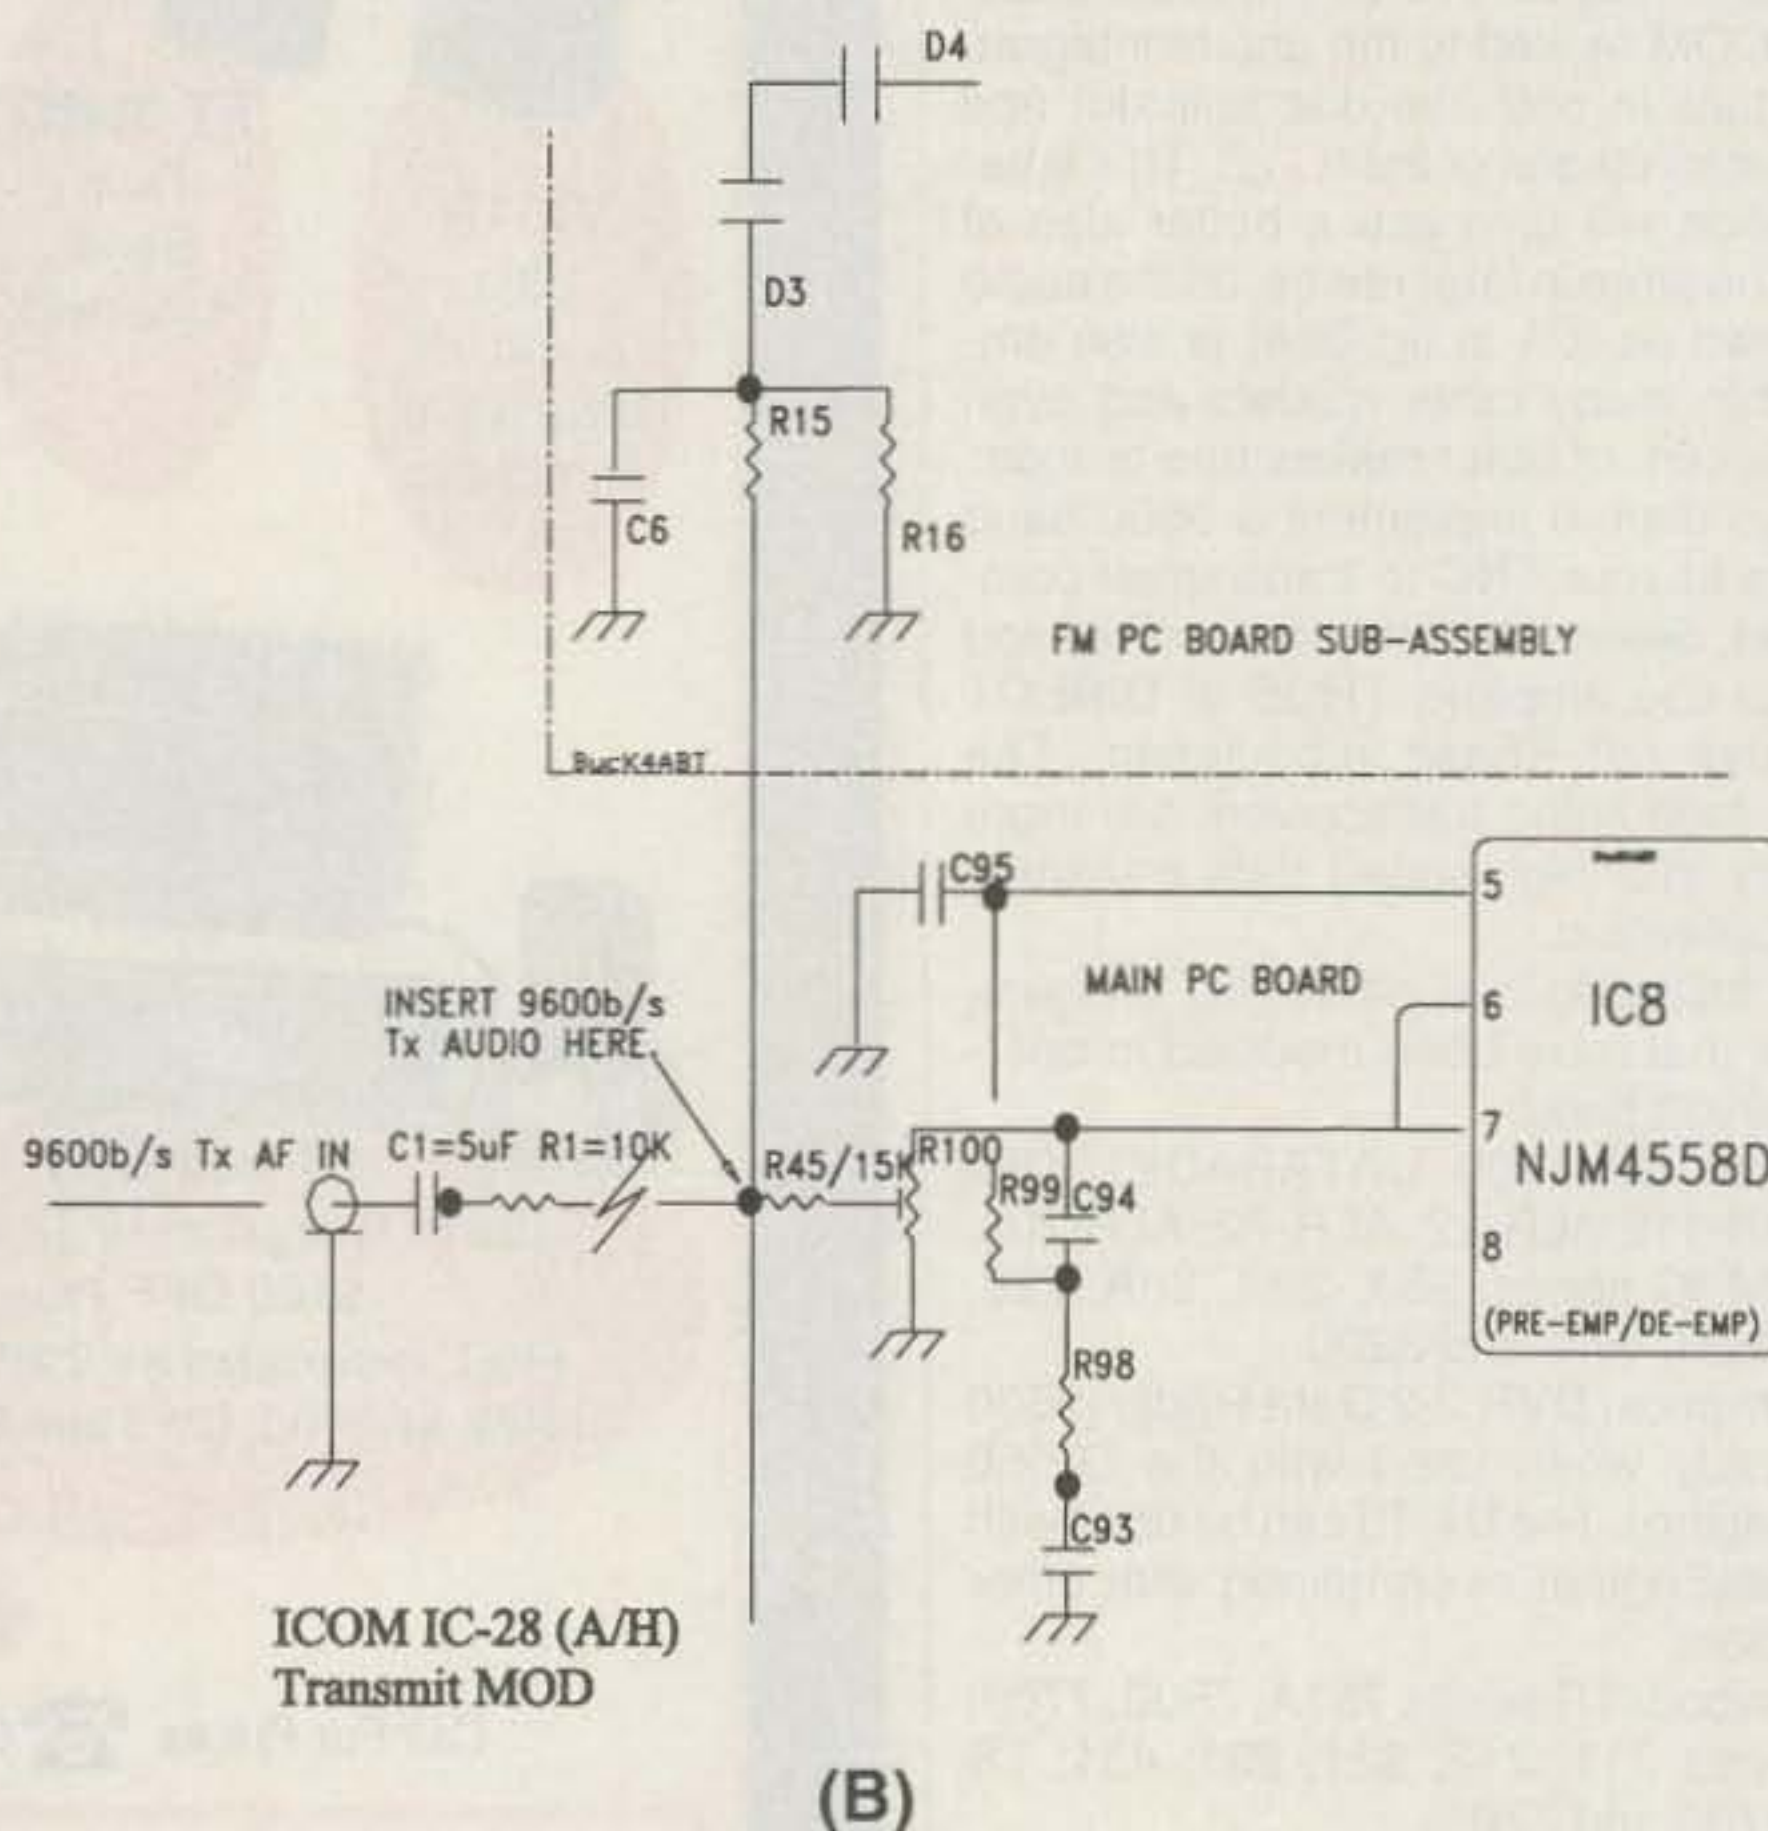 D4
D3
R15
C6
R16
FM PC BOARD SUB-ASSEMBLY
BucK4ABT
C95
5
MAIN PC BOARD
INSERT 9600b/s
Tx AUDIO HERE
6
IC8
9600b/s Tx AF IN
C1=5uF
R1=10K
R45/15K
R100
7
NJM4558D
R99
C94
8
(PRE-EMP/DE-EMP)
R98
C93
ICOM IC-28 (A/H)
Transmit MOD
(B)